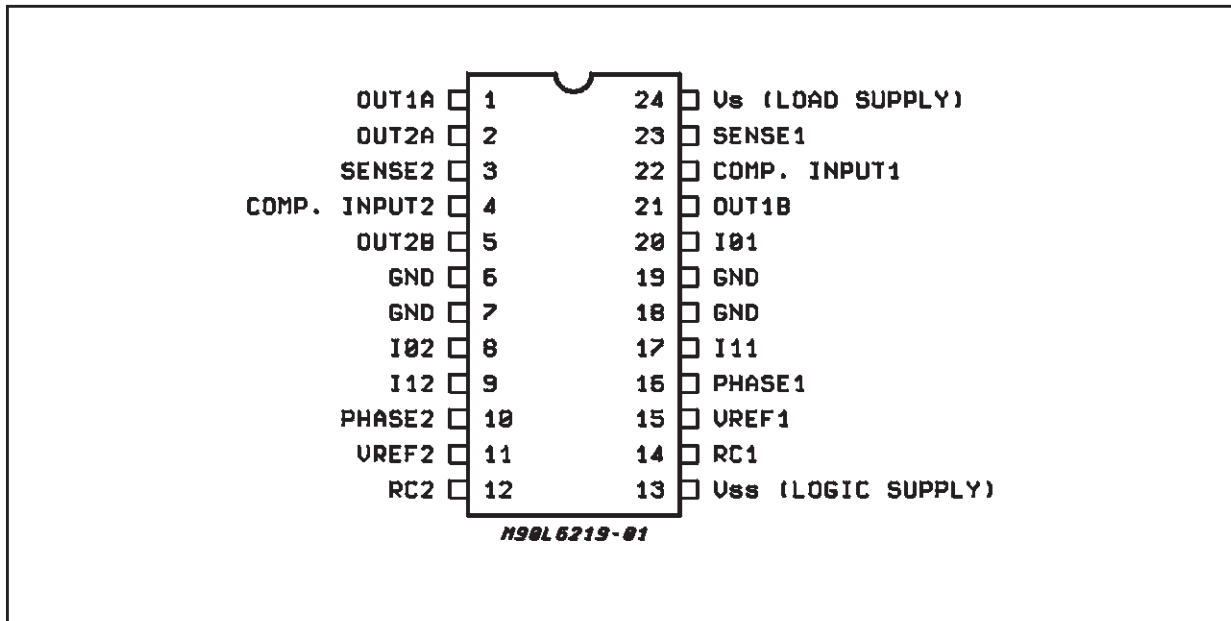 OUT1A 1 24 Vs (LOAD SUPPLY)
OUT2A 2 23 SENSE1
SENSE2 3 22 COMP. INPUT1
COMP. INPUT2 4 21 OUT1B
OUT2B 5 20 I01
GND 6 19 GND
GND 7 18 GND
I02 8 17 I11
I12 9 16 PHASE1
PHASE2 10 15 VREF1
VREF2 11 14 RC1
RC2 12 13 Vss (LOGIC SUPPLY)
M90L6219-01